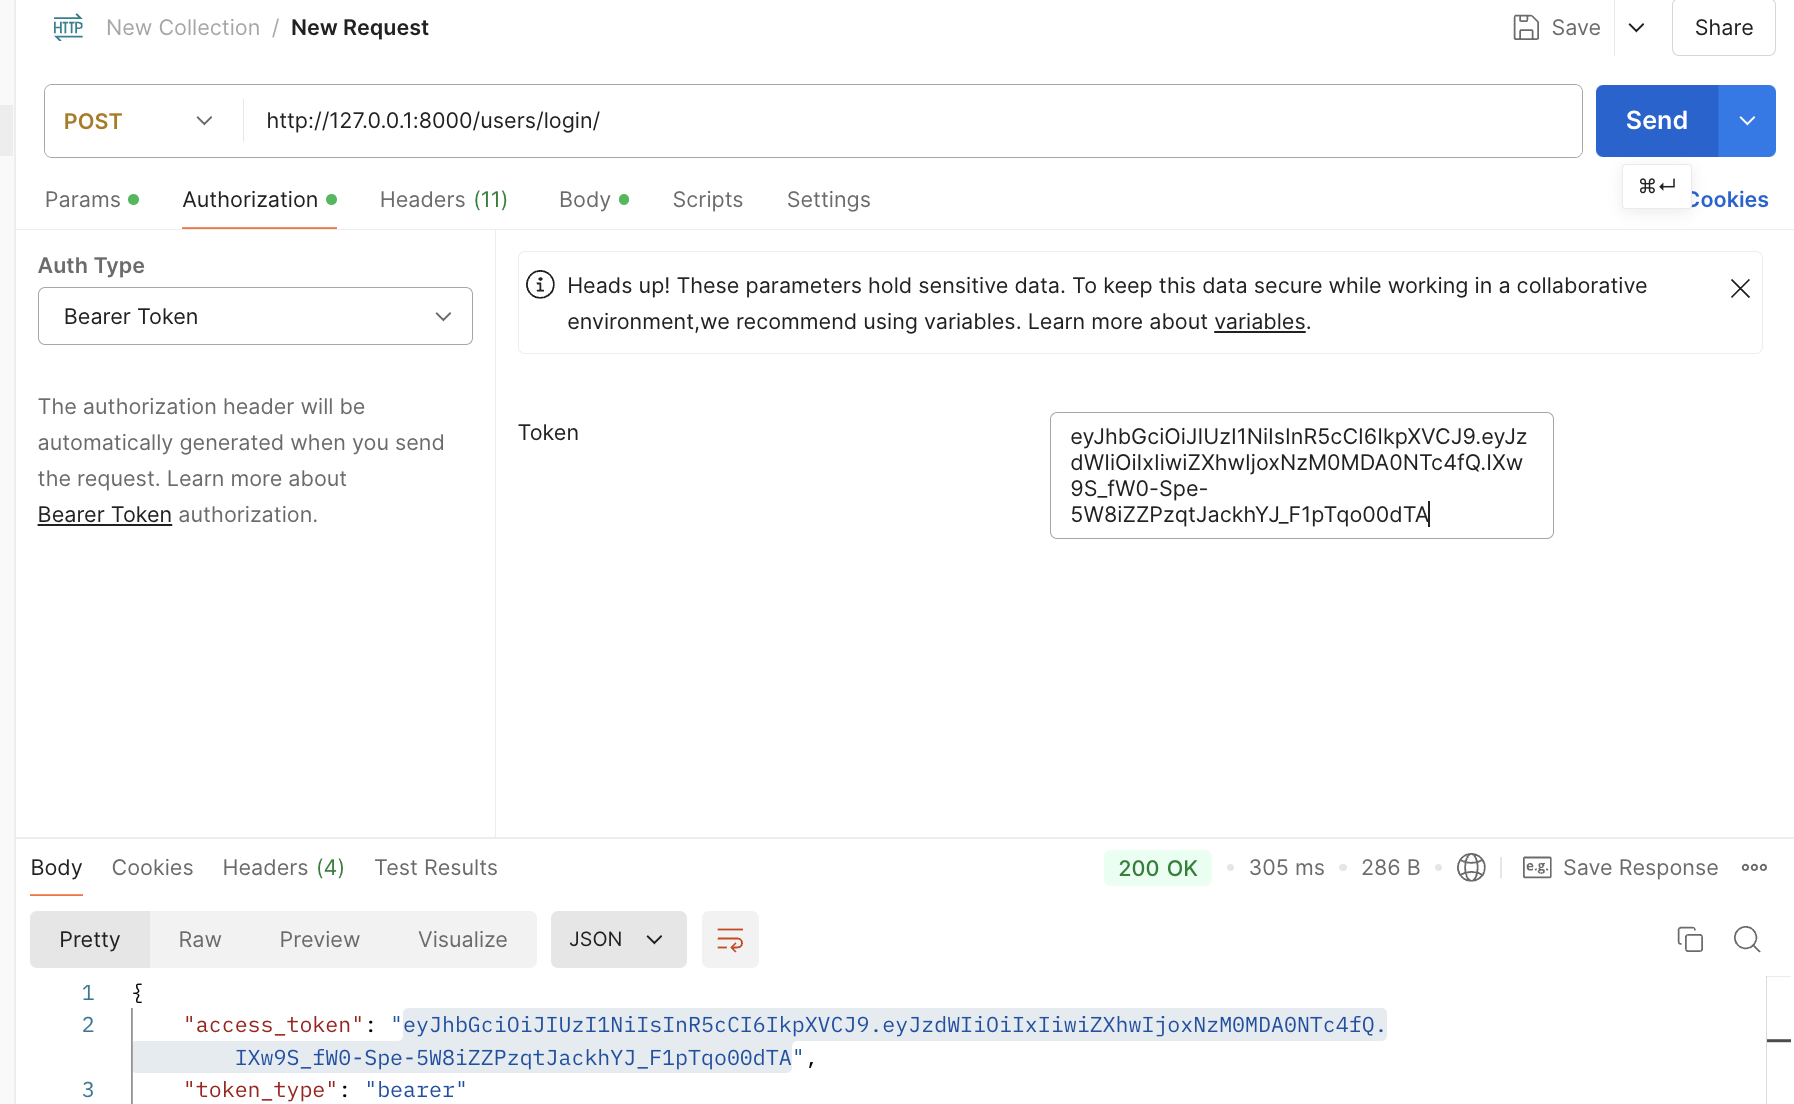 HTTP New Collection / New Request Save Share
POST http://127.0.0.1:8000/users/login/ Send
⌘↵
Params Authorization Headers (11) Body Scripts Settings Cookies
Auth Type
Bearer Token
The authorization header will be
automatically generated when you send
the request. Learn more about
Bearer Token authorization.
Heads up! These parameters hold sensitive data. To keep this data secure while working in a collaborative
environment,we recommend using variables. Learn more about variables.
Token
eyJhbGciOiJIUzI1NiIsInR5cCI6IkpXVCJ9.eyJz
dWIiOiIxIiwiZXhwIjoxNzM0MDA0NTc4fQ.IXw
9S_fW0-Spe-
5W8iZZPzqtJackhYJ_F1pTqo00dTA
Body Cookies Headers (4) Test Results 200 OK 305 ms 286 B e.g. Save Response
Pretty Raw Preview Visualize JSON
1 {
2 "access_token": "eyJhbGciOiJIUzI1NiIsInR5cCI6IkpXVCJ9.eyJzdWIiOiIxIiwiZXhwIjoxNzM0MDA0NTc4fQ.
IXw9S_fW0-Spe-5W8iZZPzqtJackhYJ_F1pTqo00dTA",
3 "token_type": "bearer"